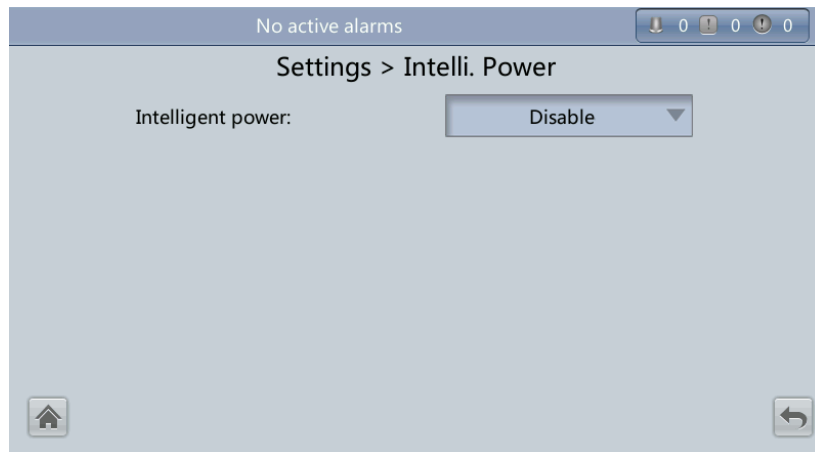 No active alarms 0 0 0
Settings > Intelli. Power
Intelligent power: Disable